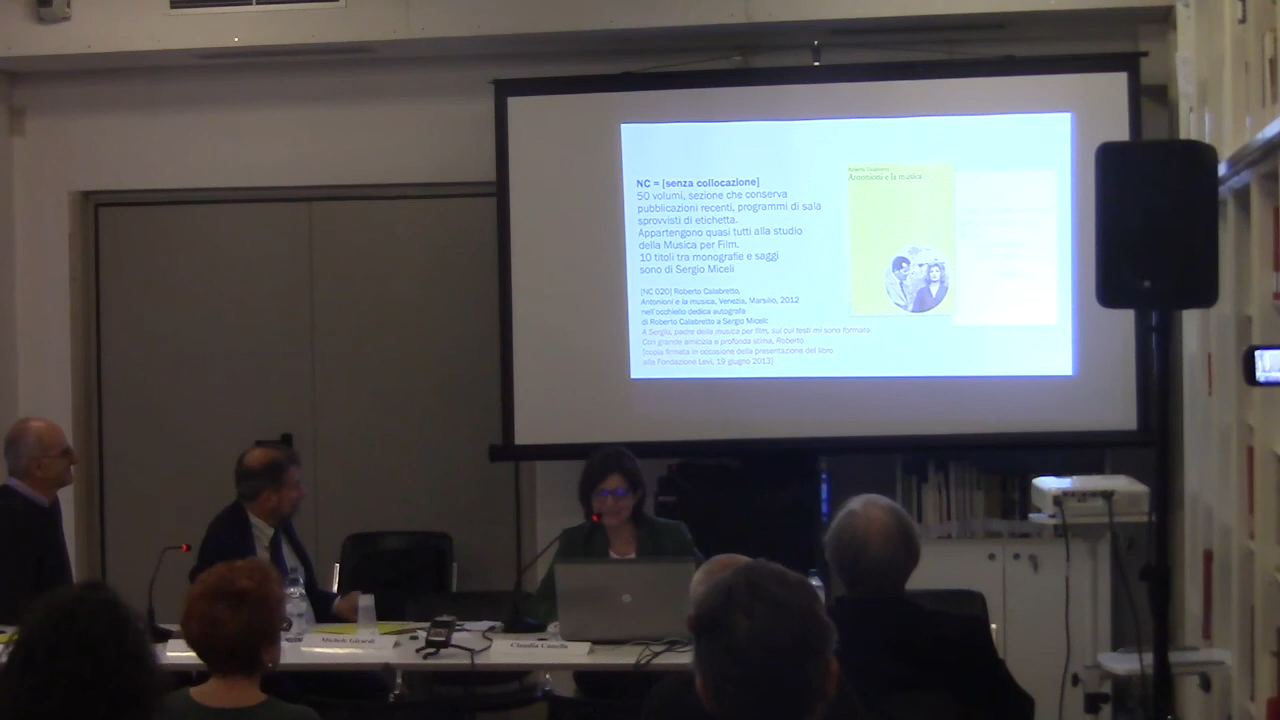 NC = [senza collocazione]
50 volumi, sezione che conserva
pubblicazioni recenti, programmi di sala
sprovvisti di etichetta.
Appartengono quasi tutti alla studio
della Musica per Film.
10 titoli tra monografie e saggi
sono di Sergio Miceli
[NC 020] Roberto Calabretto,
Antonioni e la musica, Venezia, Marsilio, 2012
nell'occhiello dedica autografa
di Roberto Calabretto a Sergio Miceli:
A Sergio, padre della musica per film, sui cui testi mi sono formato
Con grande amicizia e profonda stima, Roberto
[copia firmata in occasione della presentazione del libro
alla Fondazione Levi, 19 giugno 2013]
Roberto Calabretto
Antonioni e la musica
Michele Girardi
Claudia Canella